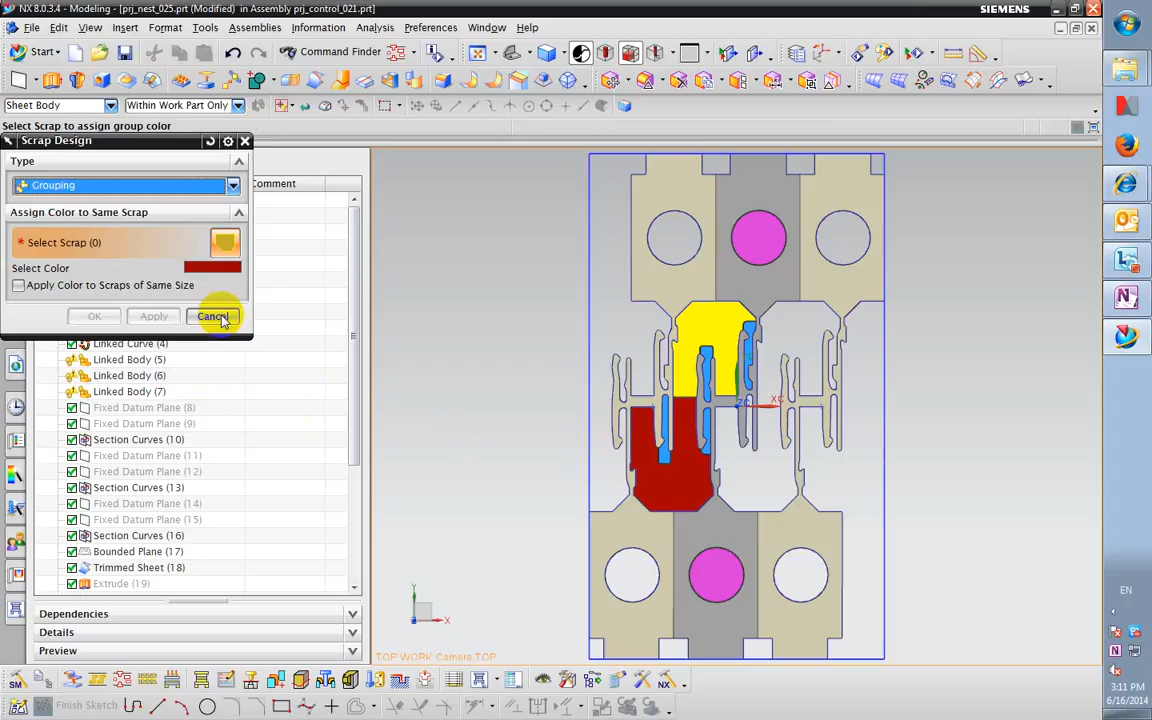 NX 8.0.3.4 - Modeling - [prj_nest_025.prt (Modified)  in Assembly prj_control_021.prt]
SIEMENS
File Edit View Insert Format Tools Assemblies Information Analysis Preferences Window Help
Start
Command Finder
Sheet Body
Within Work Part Only
Select Scrap to assign group color
Scrap Design
Type
Grouping
Comment
Assign Color to Same Scrap
* Select Scrap (0)
Select Color
Apply Color to Scraps of Same Size
OK Apply Cancel
Linked Curve (4)
Linked Body (5)
Linked Body (6)
Linked Body (7)
Fixed Datum Plane (8)
Fixed Datum Plane (9)
Section Curves (10)
Fixed Datum Plane (11)
Fixed Datum Plane (12)
Section Curves (13)
Fixed Datum Plane (14)
Fixed Datum Plane (15)
Section Curves (16)
Bounded Plane (17)
Trimmed Sheet (18)
Extrude (19)
Dependencies
Details
Preview
ZC
XC
Y
X
TOP WORK Camera TOP
Finish Sketch
EN
3:11 PM
6/16/2014